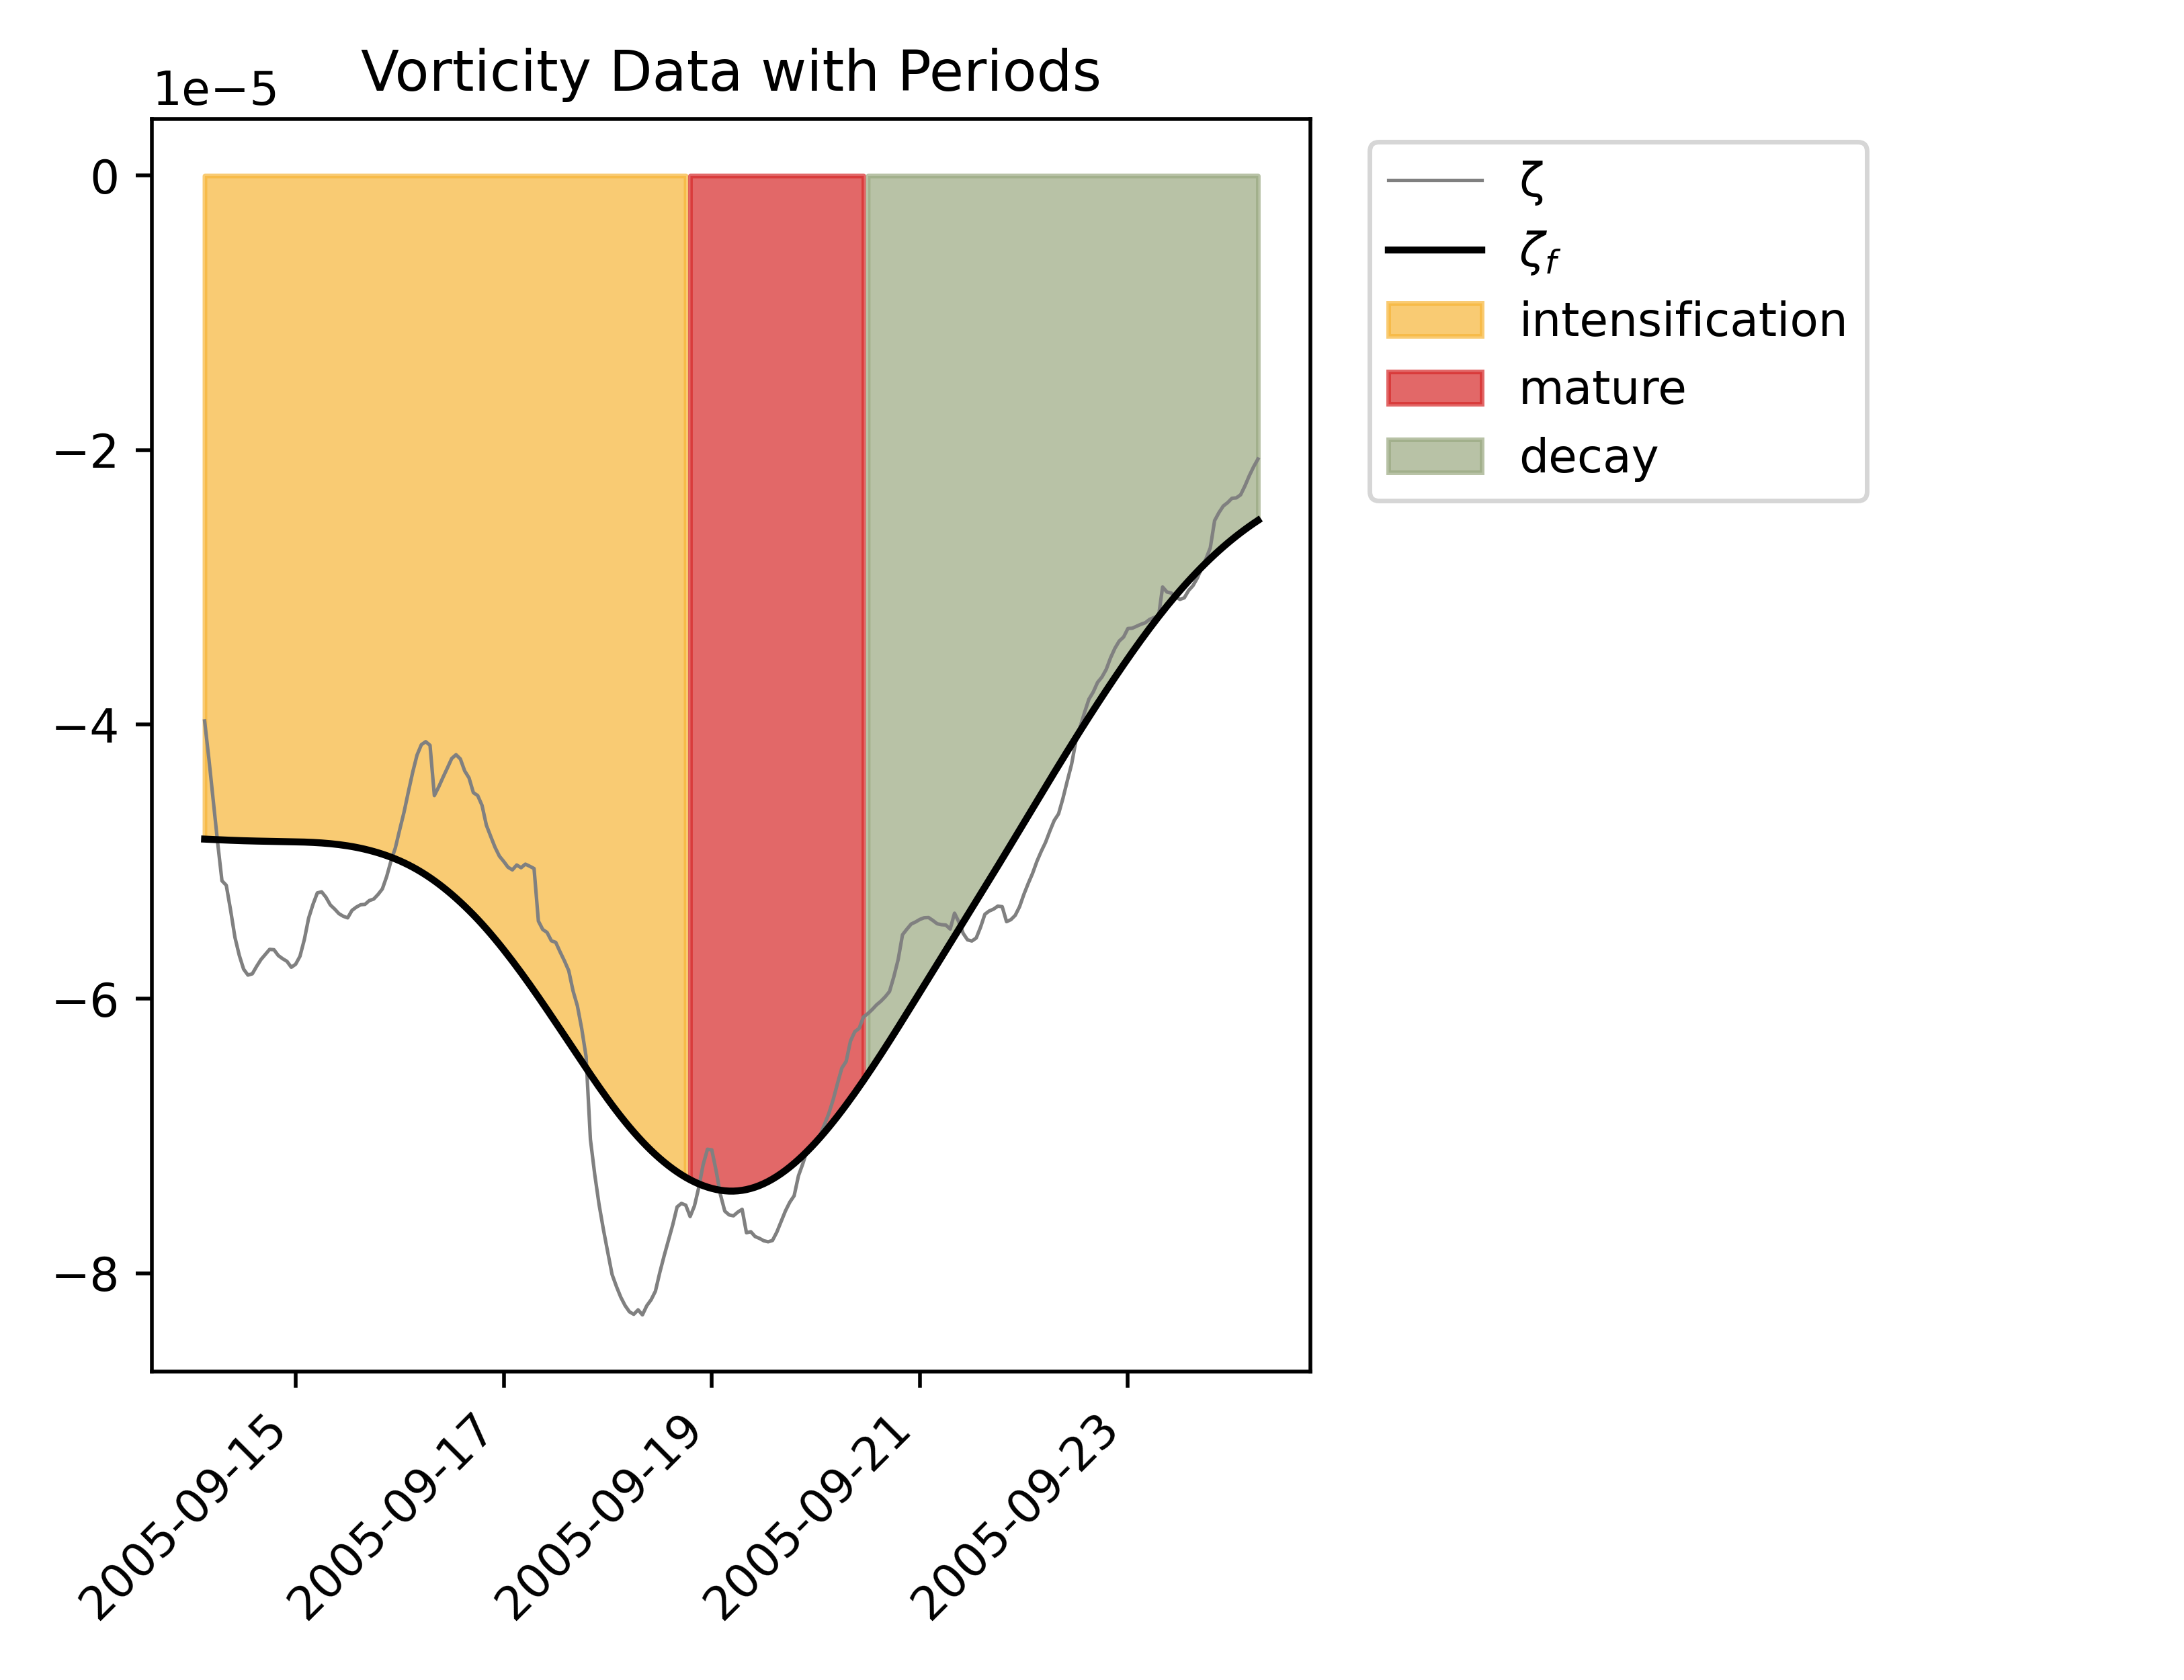 Vorticity Data with Periods
1e−5
0
−2
−4
−6
−8
2005-09-15
2005-09-17
2005-09-19
2005-09-21
2005-09-23
ζ
ζf
intensification
mature
decay